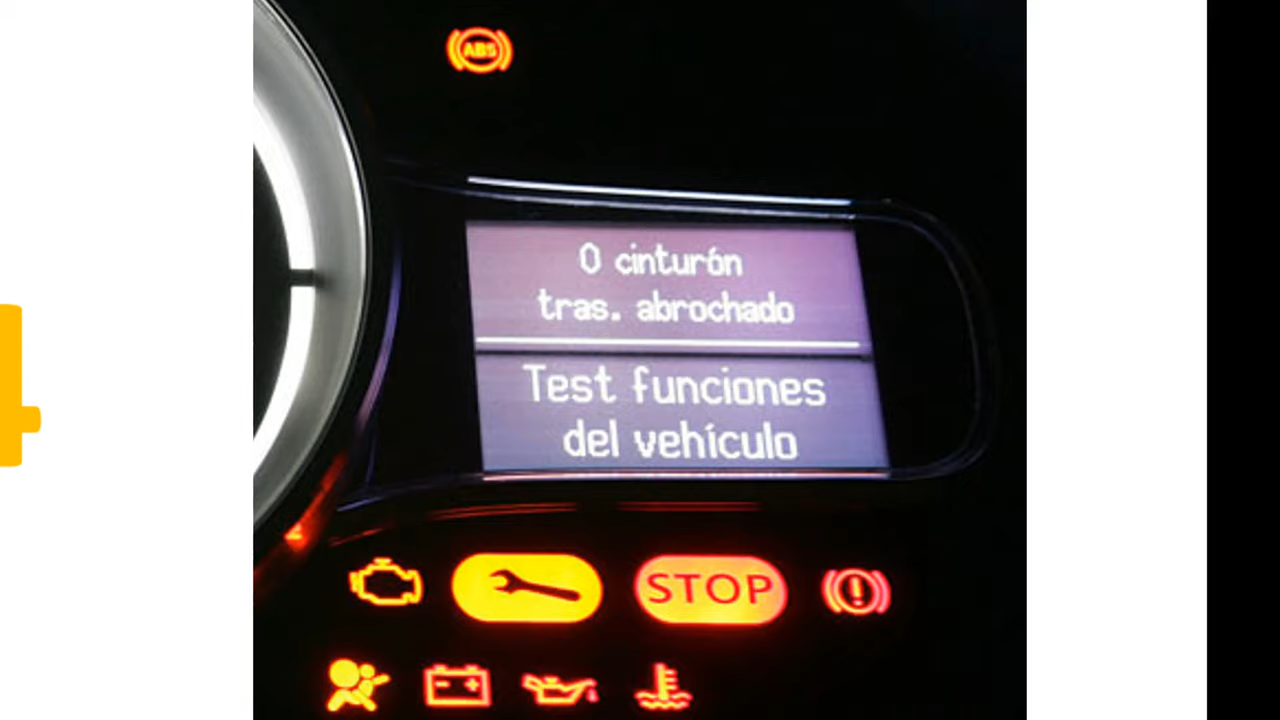 ABS
0 cinturón
tras. abrochado
Test funciones
del vehículo
STOP